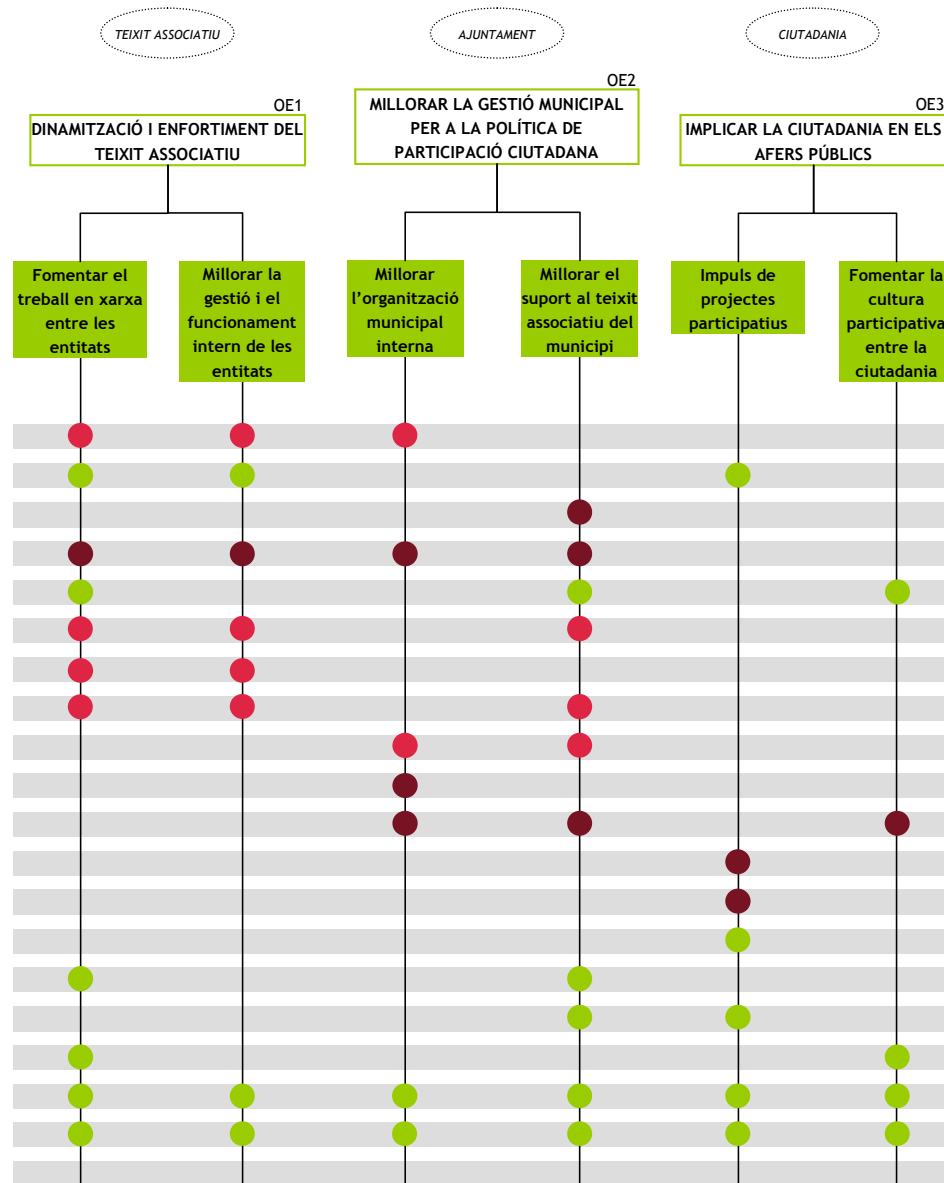 TEIXIT ASSOCIATIU
AJUNTAMENT
CIUTADANIA
OE1
DINAMITZACIÓ I ENFORTIMENT DEL
TEIXIT ASSOCIATIU
OE2
MILLORAR LA GESTIÓ MUNICIPAL
PER A LA POLÍTICA DE
PARTICIPACIÓ CIUTADANA
OE3
IMPLICAR LA CIUTADANIA EN ELS
AFERS PÚBLICS
Fomentar el
treball en xarxa
entre les
entitats
Millorar la
gestió i el
funcionament
intern de les
entitats
Millorar
l’organització
municipal
interna
Millorar el
suport al teixit
associatiu del
municipi
Impuls de
projectes
participatius
Fomentar la
cultura
participativa
entre la
ciutadania